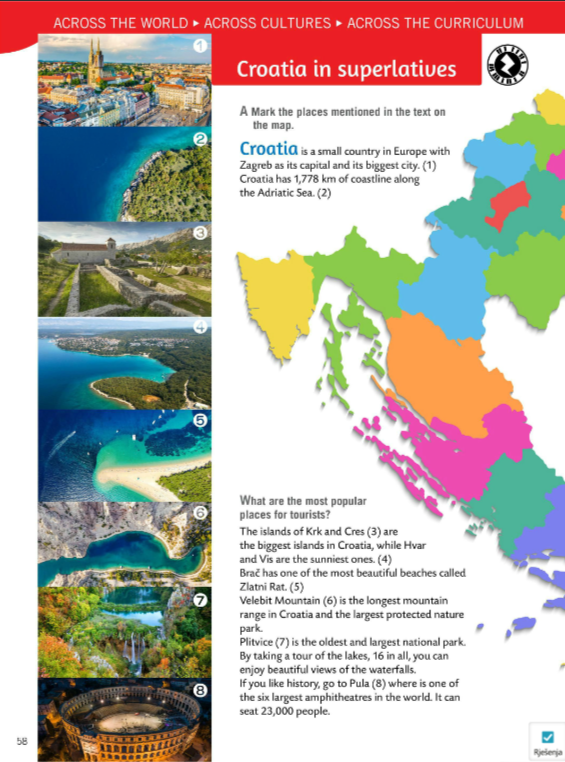 ACROSS THE WORLD ▸ ACROSS CULTURES ▸ ACROSS THE CURRICULUM
Croatia in superlatives
A Mark the places mentioned in the text on
the map.
Croatia is a small country in Europe with
Zagreb as its capital and its biggest city. (1)
Croatia has 1,778 km of coastline along
the Adriatic Sea. (2)
1
2
3
4
5
6
7
8
What are the most popular
places for tourists?
The islands of Krk and Cres (3) are
the biggest islands in Croatia, while Hvar
and Vis are the sunniest ones. (4)
Brač has one of the most beautiful beaches called
Zlatni Rat. (5)
Velebit Mountain (6) is the longest mountain
range in Croatia and the largest protected nature
park.
Plitvice (7) is the oldest and largest national park.
By taking a tour of the lakes, 16 in all, you can
enjoy beautiful views of the waterfalls.
If you like history, go to Pula (8) where is one of
the six largest amphitheatres in the world. It can
seat 23,000 people.
58
Rješenja